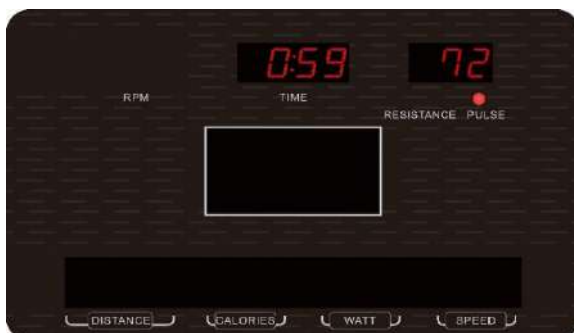 0:59 72
RPM TIME
RESISTANCE PULSE
DISTANCE CALORIES WATT SPEED